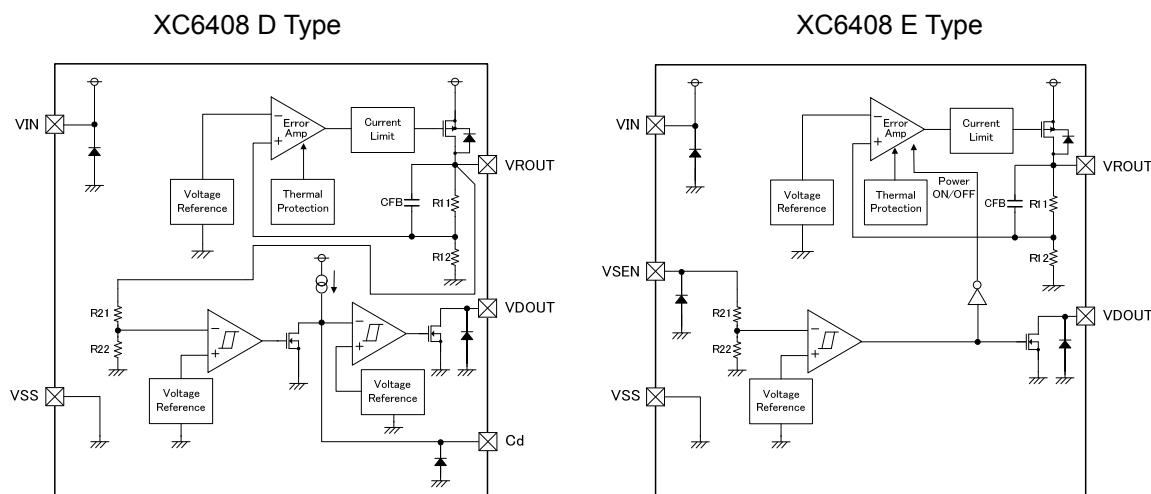 XC6408 D Type
VIN
Error
Amp
Current
Limit
VROUT
Voltage
Reference
Thermal
Protection
CFB
R11
R12
R21
R22
VDOUT
VSS
Voltage
Reference
Voltage
Reference
Cd
XC6408 E Type
VIN
Error
Amp
Current
Limit
VROUT
Voltage
Reference
Thermal
Protection
Power
ON/OFF
CFB
R11
R12
VSEN
R21
R22
VDOUT
VSS
Voltage
Reference